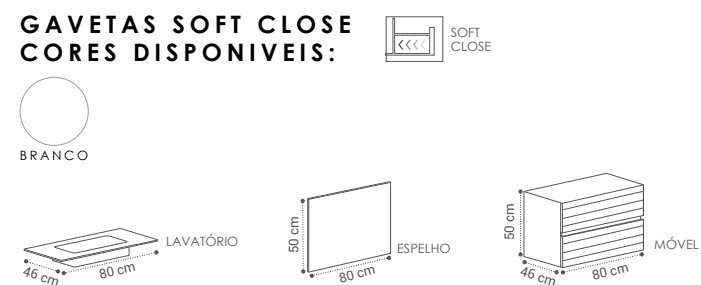 GAVETAS SOFT CLOSE
CORES DISPONIVEIS:
SOFT
CLOSE
BRANCO
LAVATÓRIO
46 cm
80 cm
50 cm
ESPELHO
80 cm
50 cm
MÓVEL
46 cm
80 cm